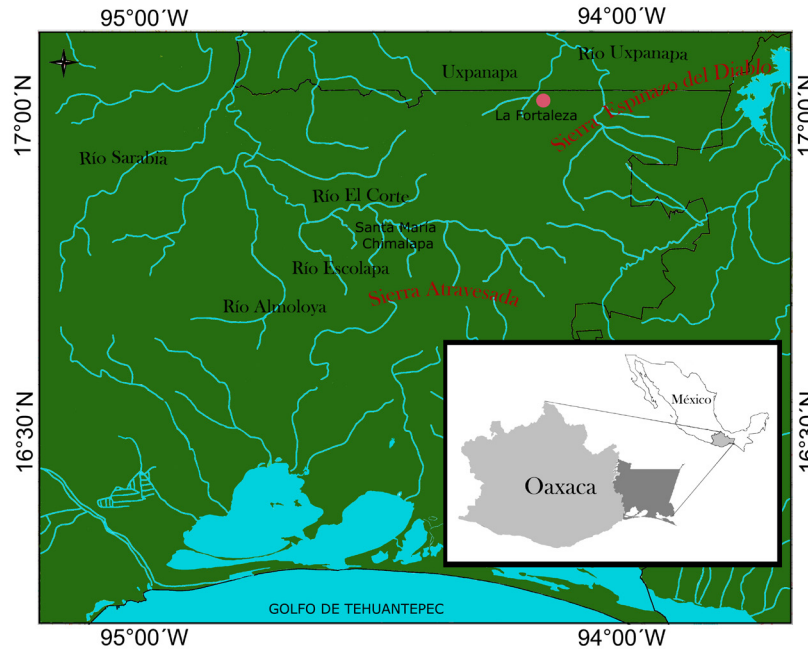 95°00´W
94°00´W
17°00´N
17°00´N
Río Uxpanapa
Uxpanapa
Sierra Espinazo del Diablo
La Fortaleza
Río Sarabia
Río El Corte
Santa María
Chimalapa
Río Escolapa
Sierra Atravesada
Río Almoloya
México
16°30´N
16°30´N
Oaxaca
GOLFO DE TEHUANTEPEC
95°00´W
94°00´W